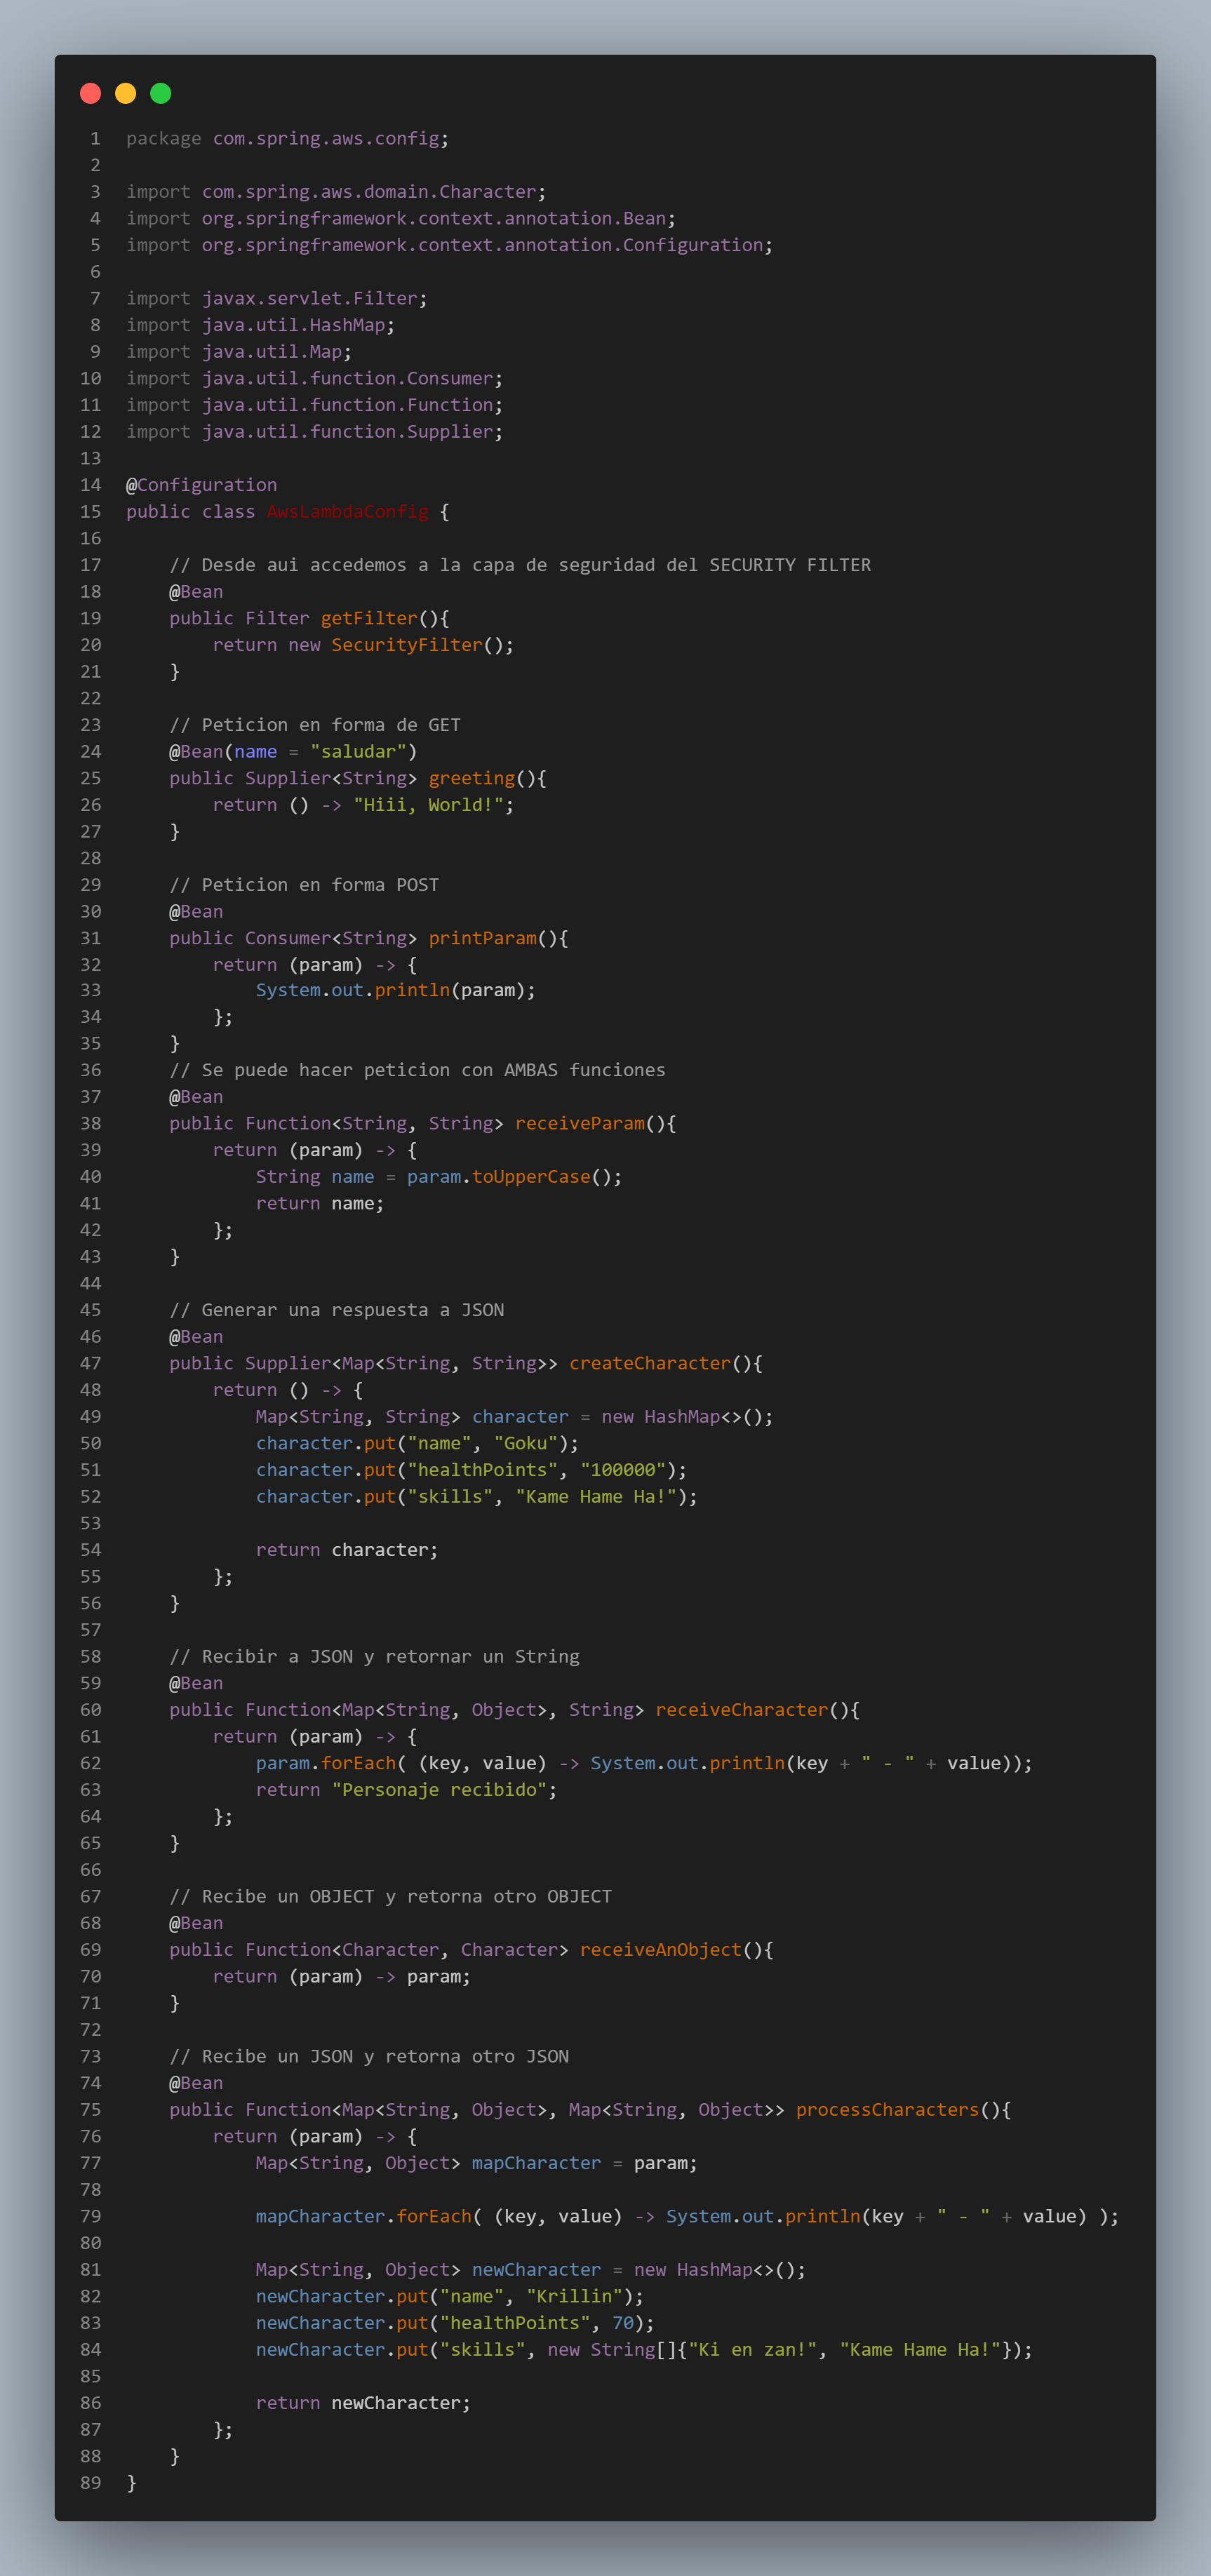 1 package com.spring.aws.config;
2
3 import com.spring.aws.domain.Character;
4 import org.springframework.context.annotation.Bean;
5 import org.springframework.context.annotation.Configuration;
6
7 import javax.servlet.Filter;
8 import java.util.HashMap;
9 import java.util.Map;
10 import java.util.function.Consumer;
11 import java.util.function.Function;
12 import java.util.function.Supplier;
13
14 @Configuration
15 public class AwsLambdaConfig {
16
17     // Desde aui accedemos a la capa de seguridad del SECURITY FILTER
18     @Bean
19     public Filter getFilter(){
20         return new SecurityFilter();
21     }
22
23     // Peticion en forma de GET
24     @Bean(name = "saludar")
25     public Supplier<String> greeting(){
26         return () -> "Hiii, World!";
27     }
28
29     // Peticion en forma POST
30     @Bean
31     public Consumer<String> printParam(){
32         return (param) -> {
33             System.out.println(param);
34         };
35     }
36     // Se puede hacer peticion con AMBAS funciones
37     @Bean
38     public Function<String, String> receiveParam(){
39         return (param) -> {
40             String name = param.toUpperCase();
41             return name;
42         };
43     }
44
45     // Generar una respuesta a JSON
46     @Bean
47     public Supplier<Map<String, String>> createCharacter(){
48         return () -> {
49             Map<String, String> character = new HashMap<>();
50             character.put("name", "Goku");
51             character.put("healthPoints", "100000");
52             character.put("skills", "Kame Hame Ha!");
53
54             return character;
55         };
56     }
57
58     // Recibir a JSON y retornar un String
59     @Bean
60     public Function<Map<String, Object>, String> receiveCharacter(){
61         return (param) -> {
62             param.forEach( (key, value) -> System.out.println(key + " - " + value));
63             return "Personaje recibido";
64         };
65     }
66
67     // Recibe un OBJECT y retorna otro OBJECT
68     @Bean
69     public Function<Character, Character> receiveAnObject(){
70         return (param) -> param;
71     }
72
73     // Recibe un JSON y retorna otro JSON
74     @Bean
75     public Function<Map<String, Object>, Map<String, Object>> processCharacters(){
76         return (param) -> {
77             Map<String, Object> mapCharacter = param;
78
79             mapCharacter.forEach( (key, value) -> System.out.println(key + " - " + value) );
80
81             Map<String, Object> newCharacter = new HashMap<>();
82             newCharacter.put("name", "Krillin");
83             newCharacter.put("healthPoints", 70);
84             newCharacter.put("skills", new String[]{"Ki en zan!", "Kame Hame Ha!"});
85
86             return newCharacter;
87         };
88     }
89 }